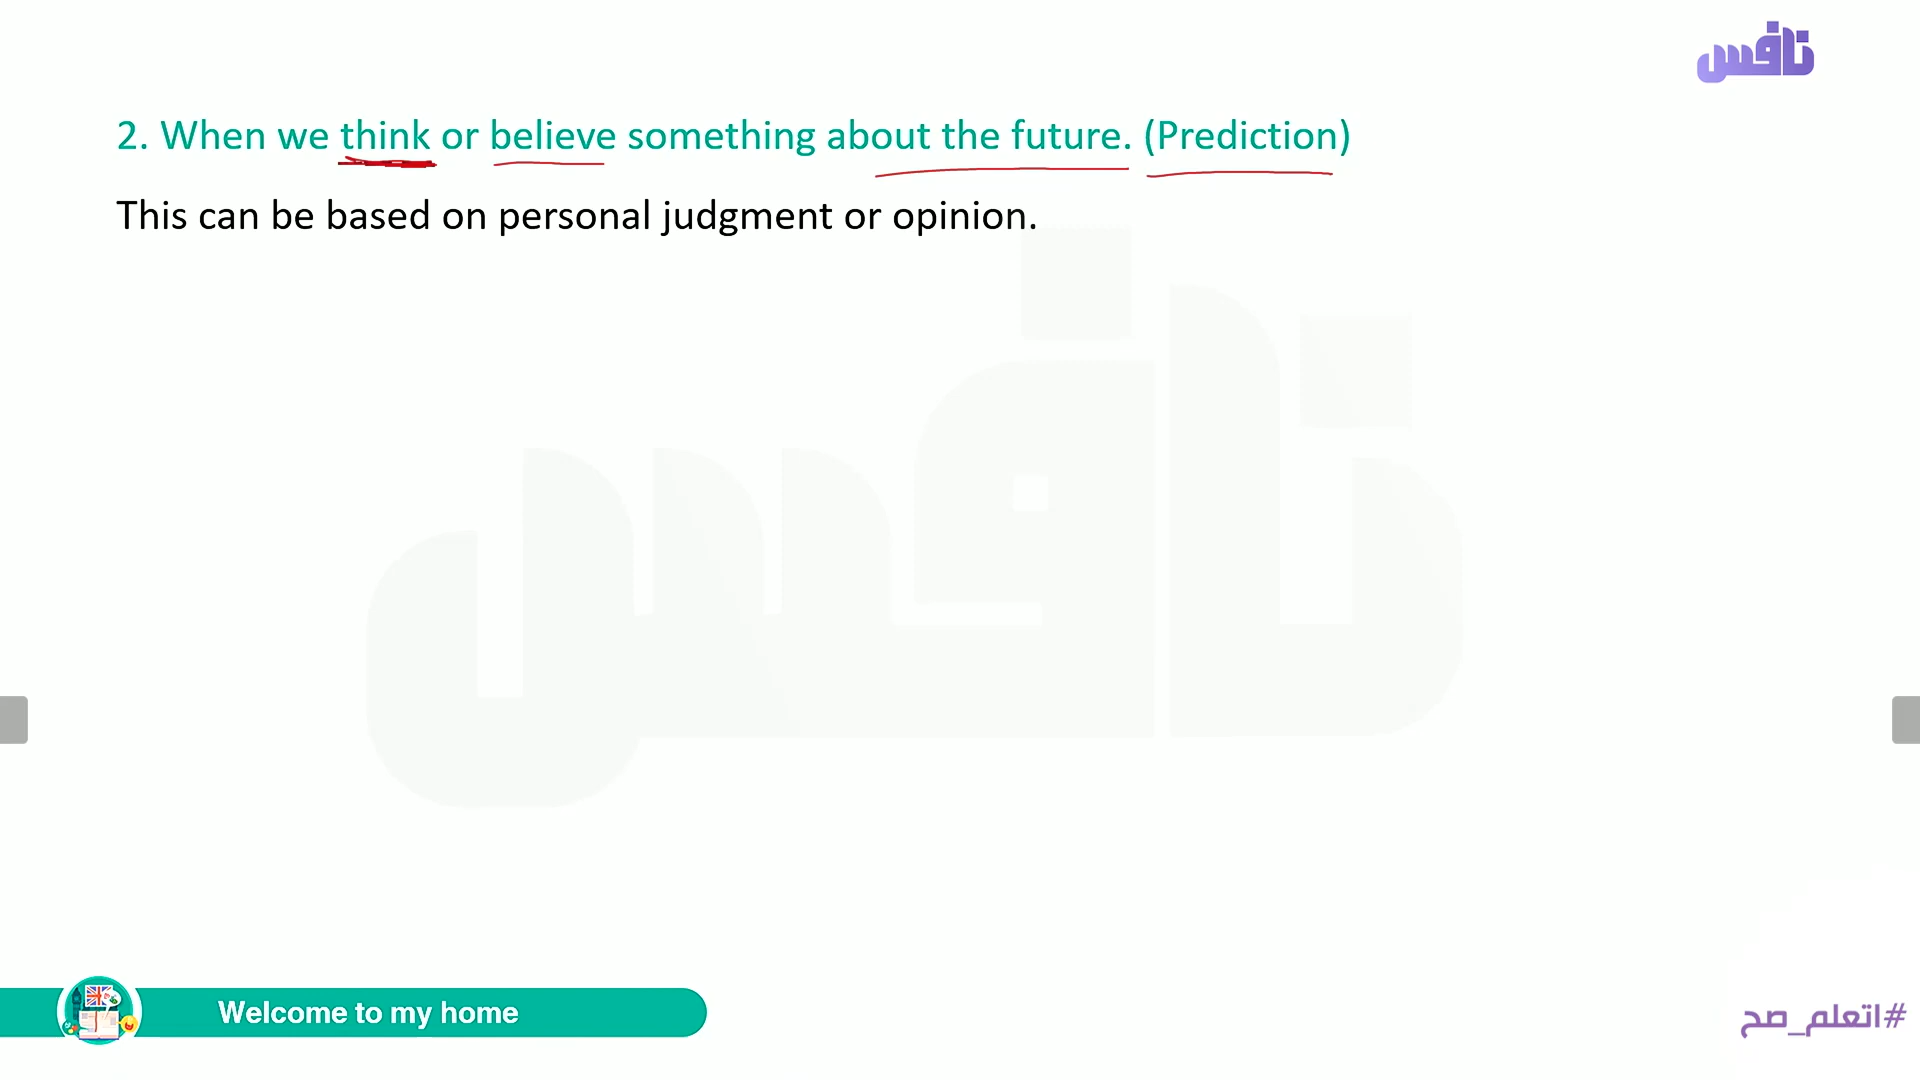 نافس
2. When we think or believe something about the future. (Prediction)
This can be based on personal judgment or opinion.
Welcome to my home
#اتعلم_صح